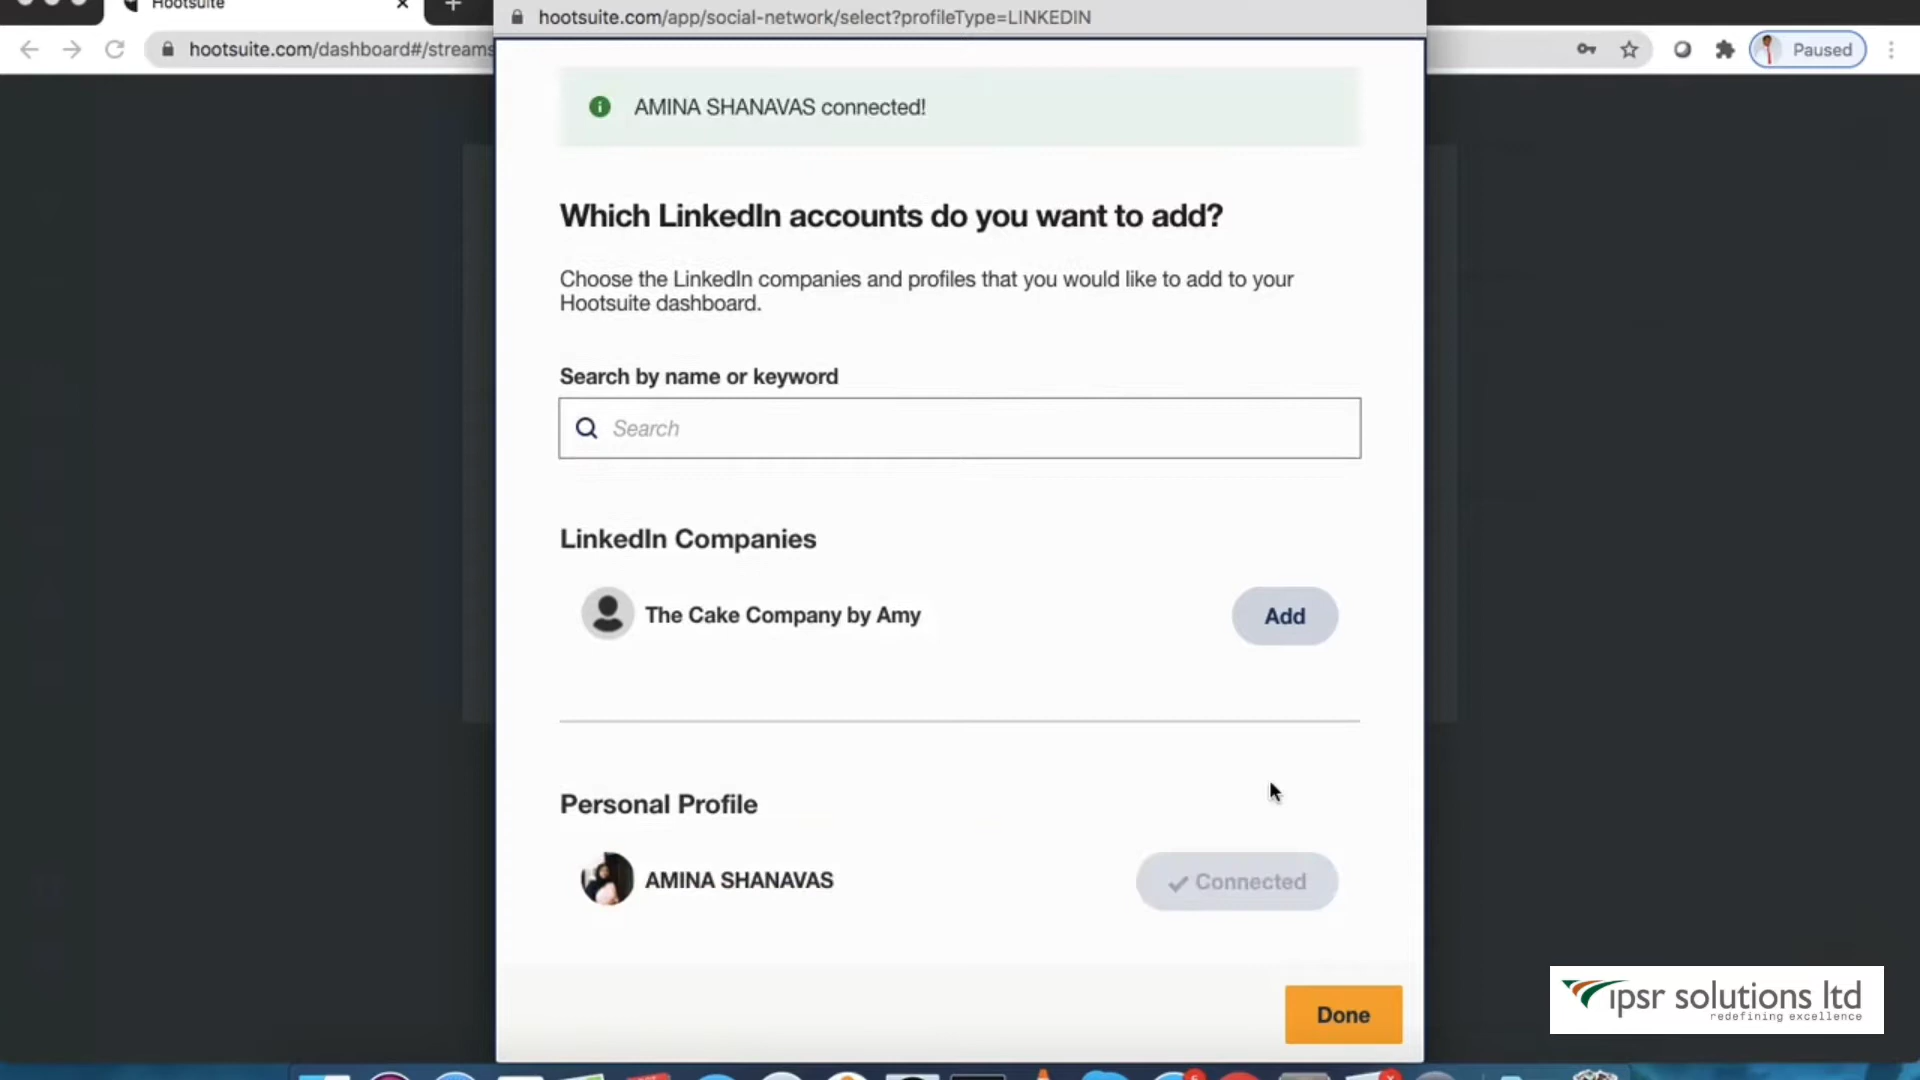 Hootsuite
hootsuite.com/app/social-network/select?profileType=LINKEDIN
hootsuite.com/dashboard#/streams
Paused
AMINA SHANAVAS connected!
Which LinkedIn accounts do you want to add?
Choose the LinkedIn companies and profiles that you would like to add to your
Hootsuite dashboard.
Search by name or keyword
Search
LinkedIn Companies
The Cake Company by Amy
Add
Personal Profile
AMINA SHANAVAS
Connected
Done
ipsr solutions ltd
redefining excellence